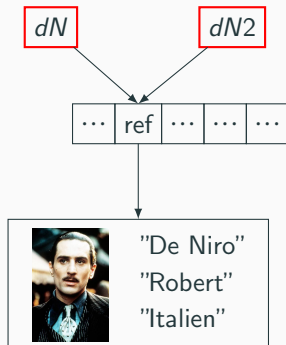 dN dN2
... ref ... ... ...
"De Niro"
"Robert"
"Italien"